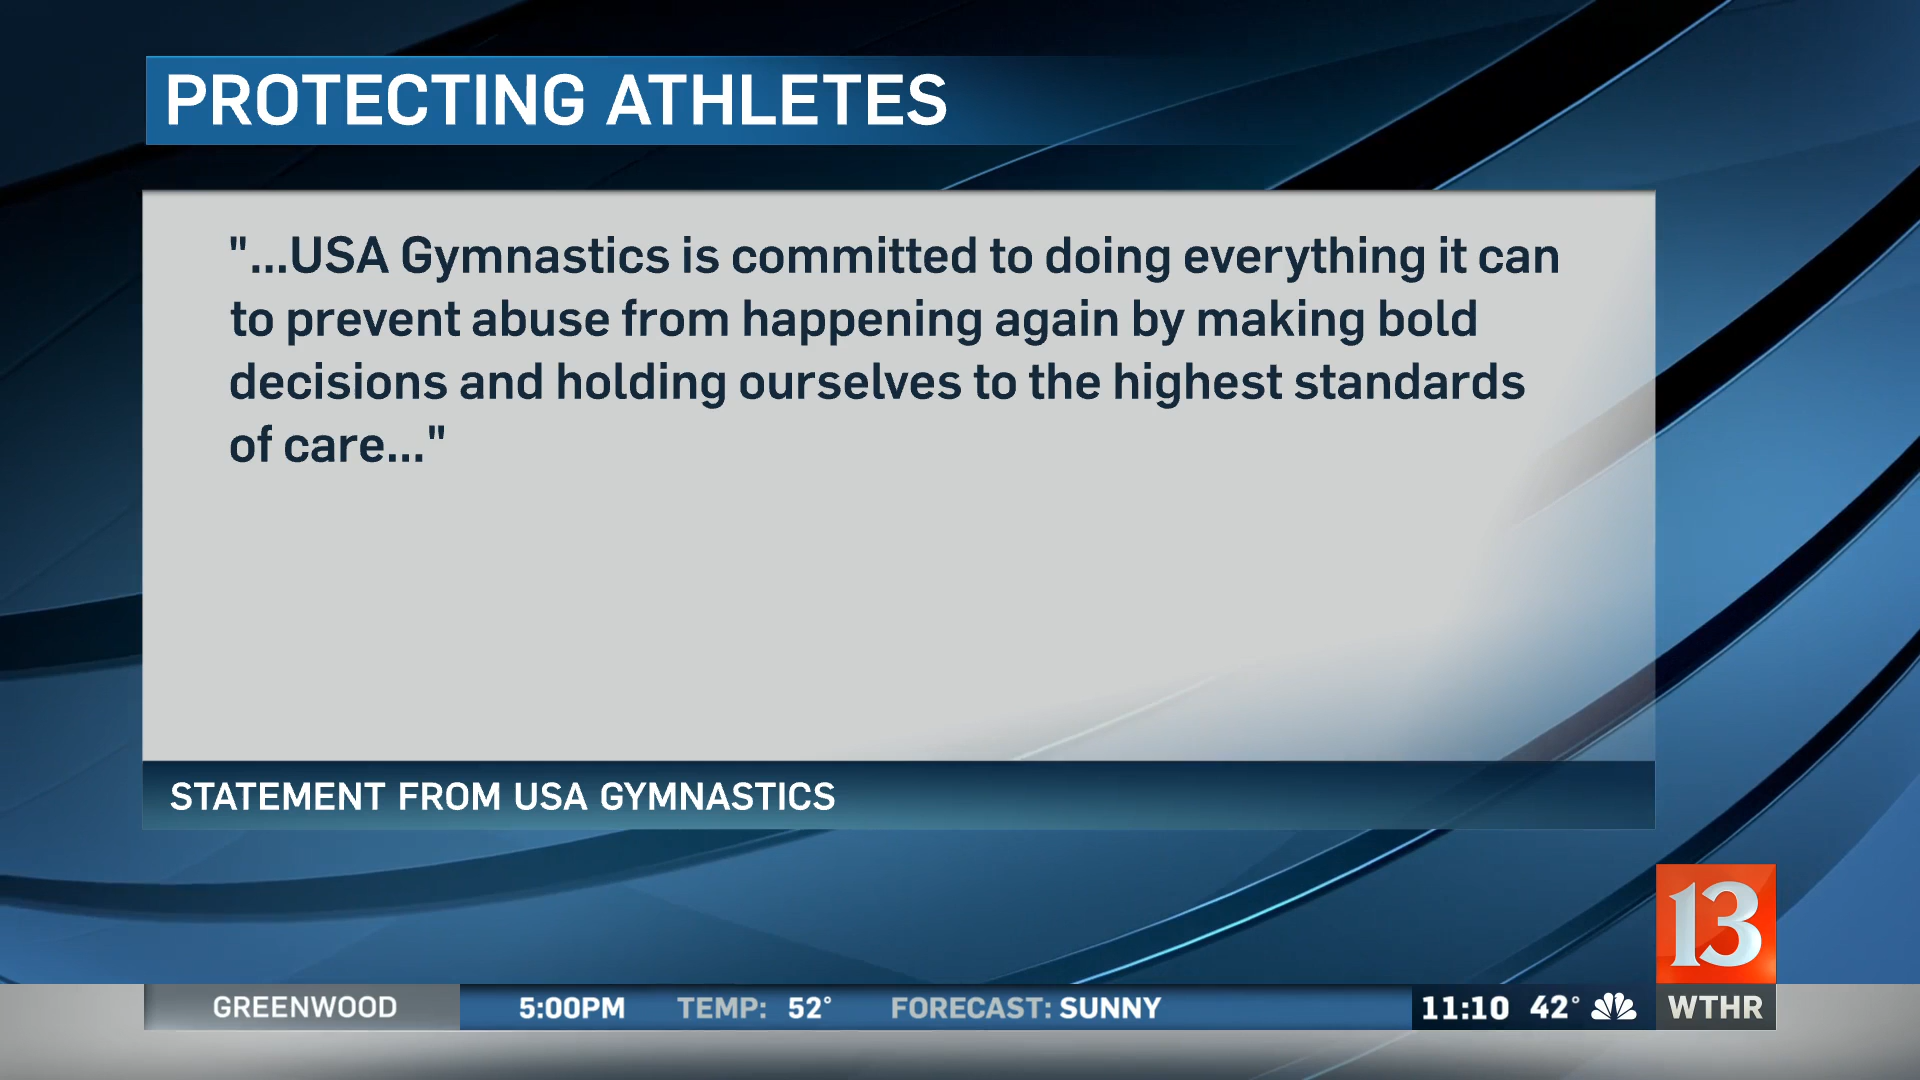 PROTECTING ATHLETES
"...USA Gymnastics is committed to doing everything it can
to prevent abuse from happening again by making bold
decisions and holding ourselves to the highest standards
of care..."
STATEMENT FROM USA GYMNASTICS
13
GREENWOOD 5:00PM TEMP: 52° FORECAST: SUNNY 11:10 42° WTHR